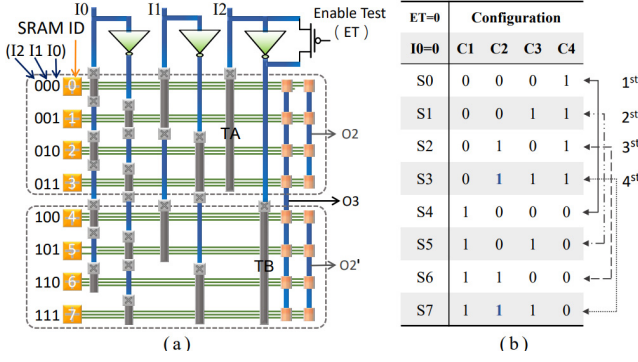 I0 I1 I2
Enable Test
( ET )
SRAM ID
(I2 I1 I0)
000 0
001 1
010 2
011 3
100 4
101 5
110 6
111 7
TA
TB
O2
O3
O2'
( a )
ET=0 Configuration
I0=0 C1 C2 C3 C4
S0 0 0 0 1 1st
S1 0 0 1 1 2st
S2 0 1 0 1 3st
S3 0 1 1 1 4st
S4 1 0 0 0
S5 1 0 1 0
S6 1 1 0 0
S7 1 1 1 0
( b )